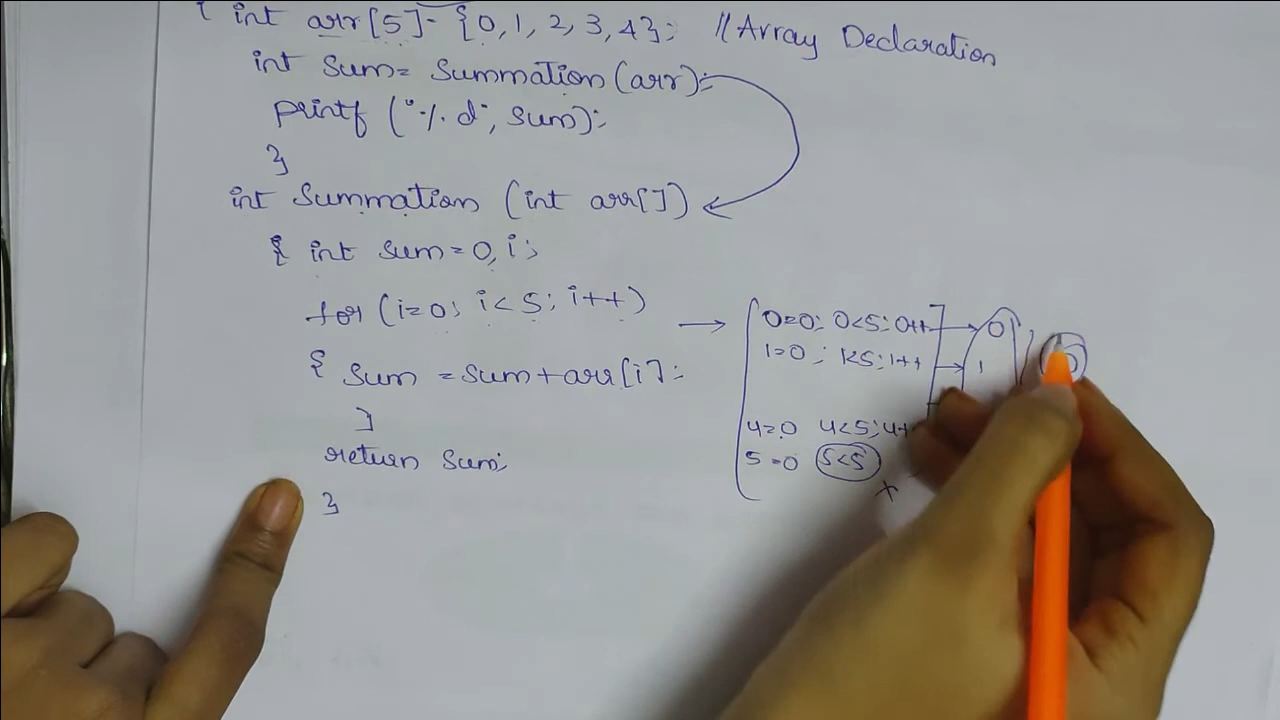 { int arr[5]- {0, 1, 2, 3, 4}; //Array Declaration
int Sum= Summation (arr);
printf ("%d", Sum);
}
int Summation (int arr[])
{ int sum=0, i;
for (i=0; i<5; i++)
{ Sum =sum+arr[i];
}
return Sum;
}
0=0; 0<5; 0++ → 0
1=0; 1<5; 1++ → 1
4=0 4<5; 4+
5=0 5<5
x